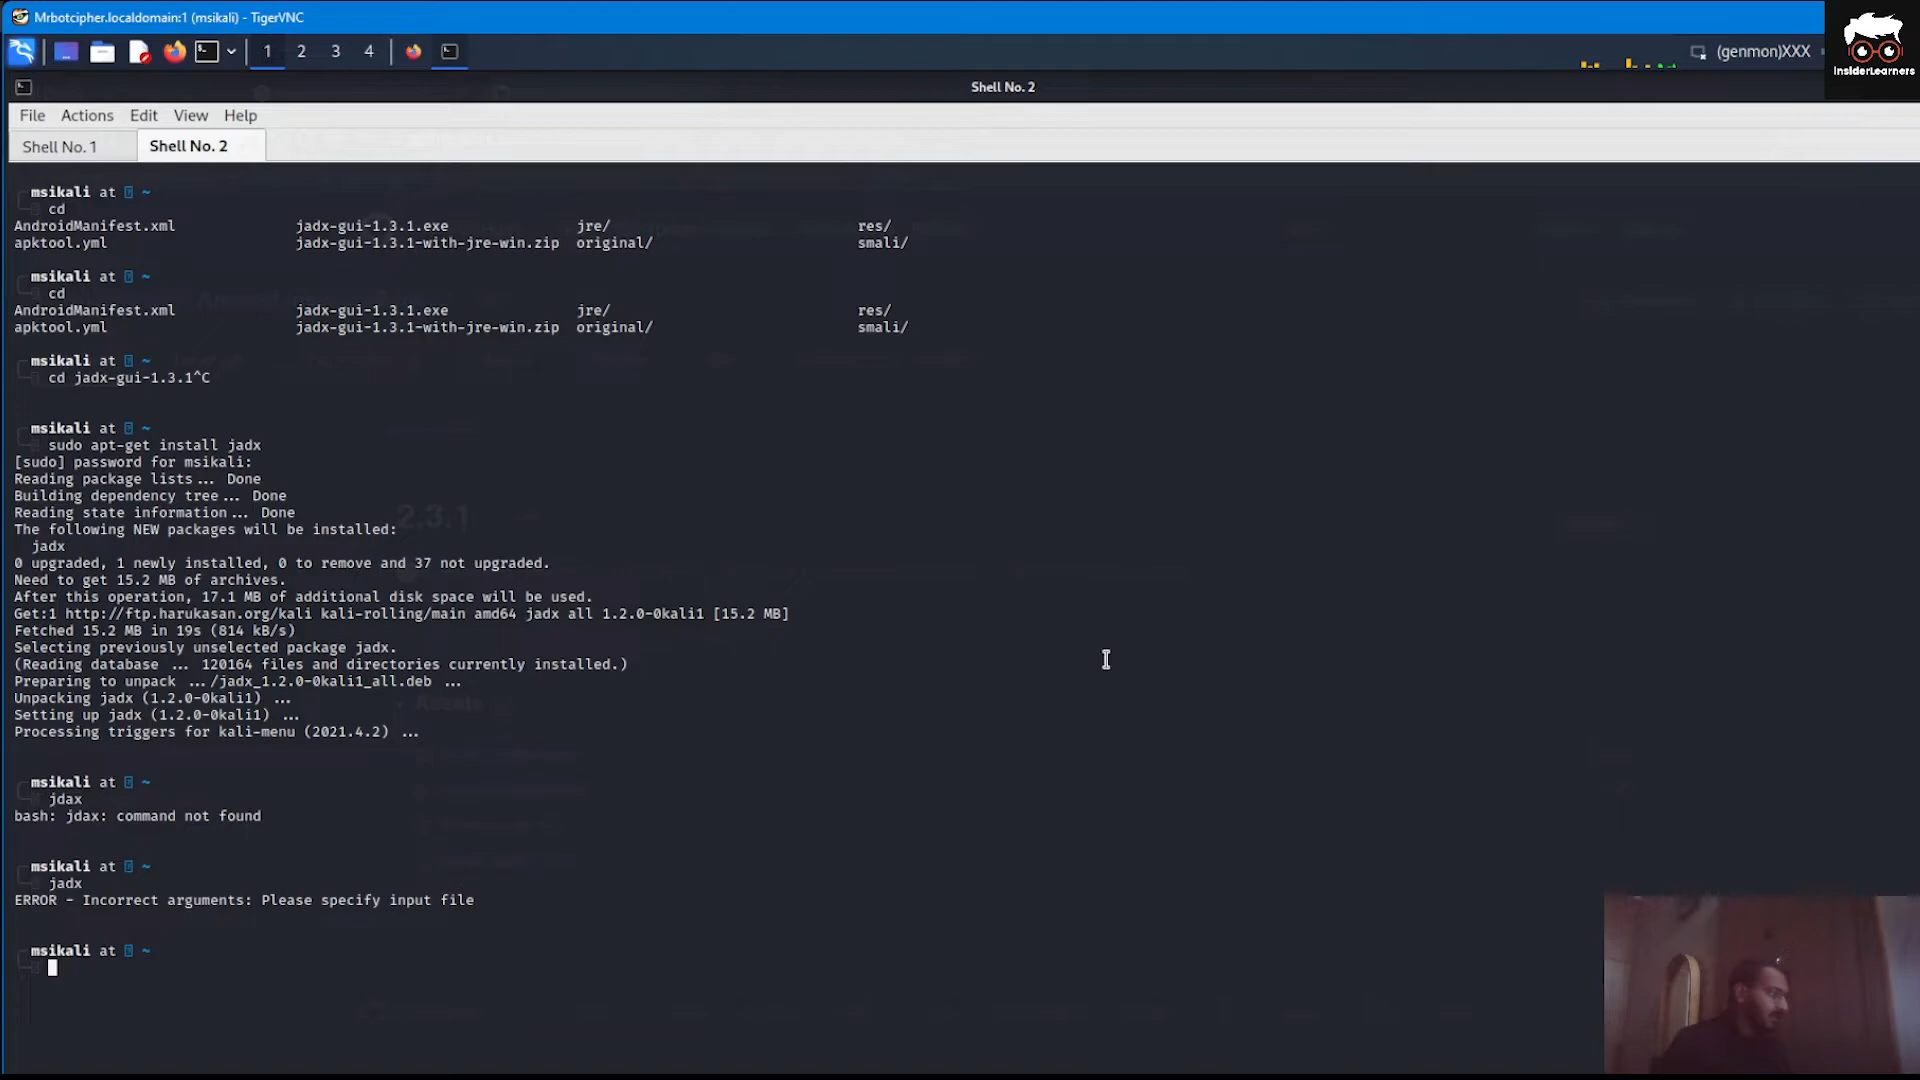 Mrbotcipher.localdomain:1 (msikali) - TigerVNC
1 2 3 4 (genmon)XXX
InsiderLearners
Shell No. 2
File Actions Edit View Help
Shell No. 1 Shell No. 2
msikali at ~
cd
AndroidManifest.xml jadx-gui-1.3.1.exe jre/ res/
apktool.yml jadx-gui-1.3.1-with-jre-win.zip original/ smali/
msikali at ~
cd
AndroidManifest.xml jadx-gui-1.3.1.exe jre/ res/
apktool.yml jadx-gui-1.3.1-with-jre-win.zip original/ smali/
msikali at ~
cd jadx-gui-1.3.1^C
msikali at ~
sudo apt-get install jadx
[sudo] password for msikali:
Reading package lists... Done
Building dependency tree... Done
Reading state information... Done
The following NEW packages will be installed:
jadx
0 upgraded, 1 newly installed, 0 to remove and 37 not upgraded.
Need to get 15.2 MB of archives.
After this operation, 17.1 MB of additional disk space will be used.
Get:1 http://ftp.harukasan.org/kali kali-rolling/main amd64 jadx all 1.2.0-0kali1 [15.2 MB]
Fetched 15.2 MB in 19s (814 kB/s)
Selecting previously unselected package jadx.
(Reading database ... 120164 files and directories currently installed.)
Preparing to unpack .../jadx_1.2.0-0kali1_all.deb ...
Unpacking jadx (1.2.0-0kali1) ...
Setting up jadx (1.2.0-0kali1) ...
Processing triggers for kali-menu (2021.4.2) ...
msikali at ~
jdax
bash: jdax: command not found
msikali at ~
jadx
ERROR - Incorrect arguments: Please specify input file
msikali at ~
2.3.1
Assets